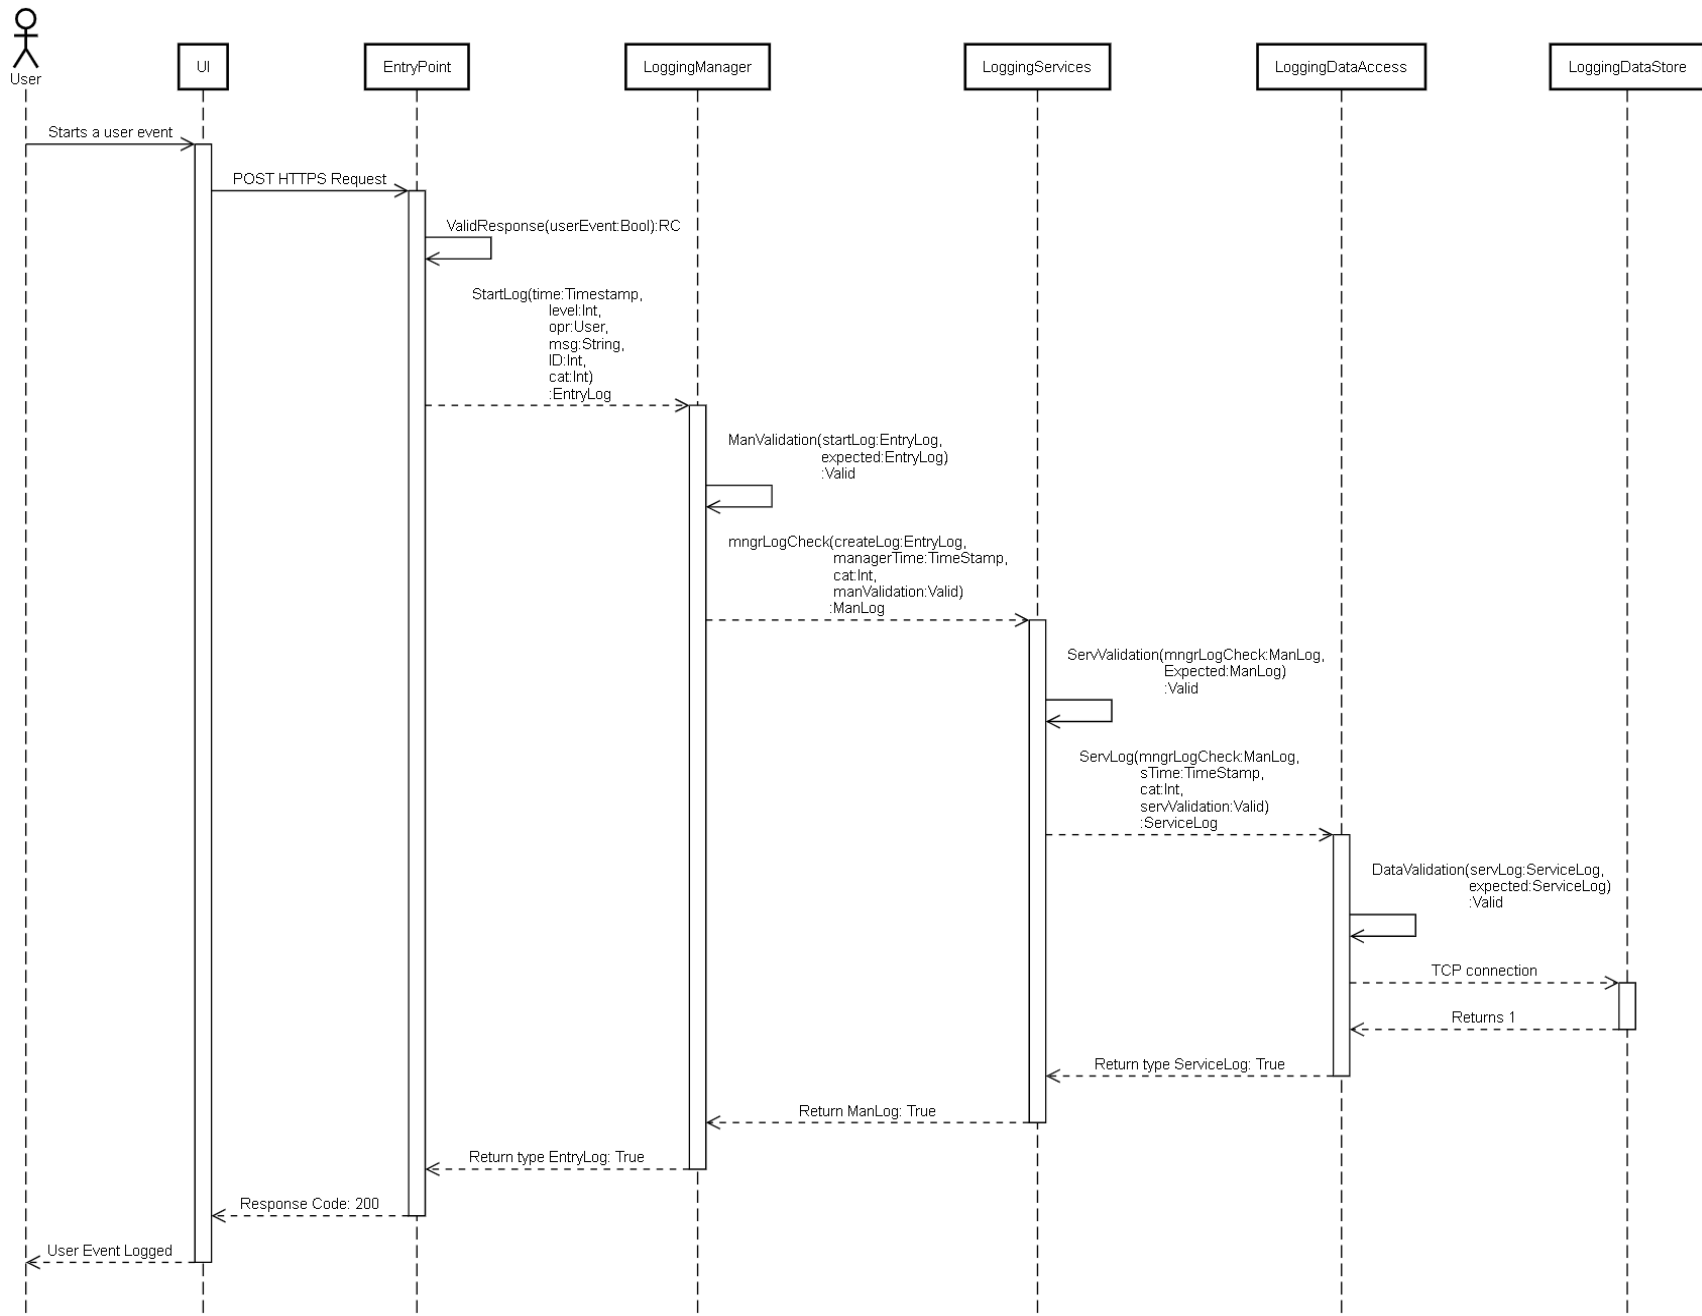 User
UI
EntryPoint
LoggingManager
LoggingServices
LoggingDataAccess
LoggingDataStore
Starts a user event
POST HTTPS Request
ValidResponse(userEvent:Bool):RC
StartLog(time:Timestamp,
level:Int,
opr:User,
msg:String,
ID:Int,
cat:Int)
:EntryLog
ManValidation(startLog:EntryLog,
expected:EntryLog)
:Valid
mngrLogCheck(createLog:EntryLog,
managerTime:TimeStamp,
cat:Int,
manValidation:Valid)
:ManLog
ServValidation(mngrLogCheck:ManLog,
Expected:ManLog)
:Valid
ServLog(mngrLogCheck:ManLog,
sTime:TimeStamp,
cat:Int,
servValidation:Valid)
:ServiceLog
DataValidation(servLog:ServiceLog,
expected:ServiceLog)
:Valid
TCP connection
Returns 1
Return type ServiceLog: True
Return ManLog: True
Return type EntryLog: True
Response Code: 200
User Event Logged